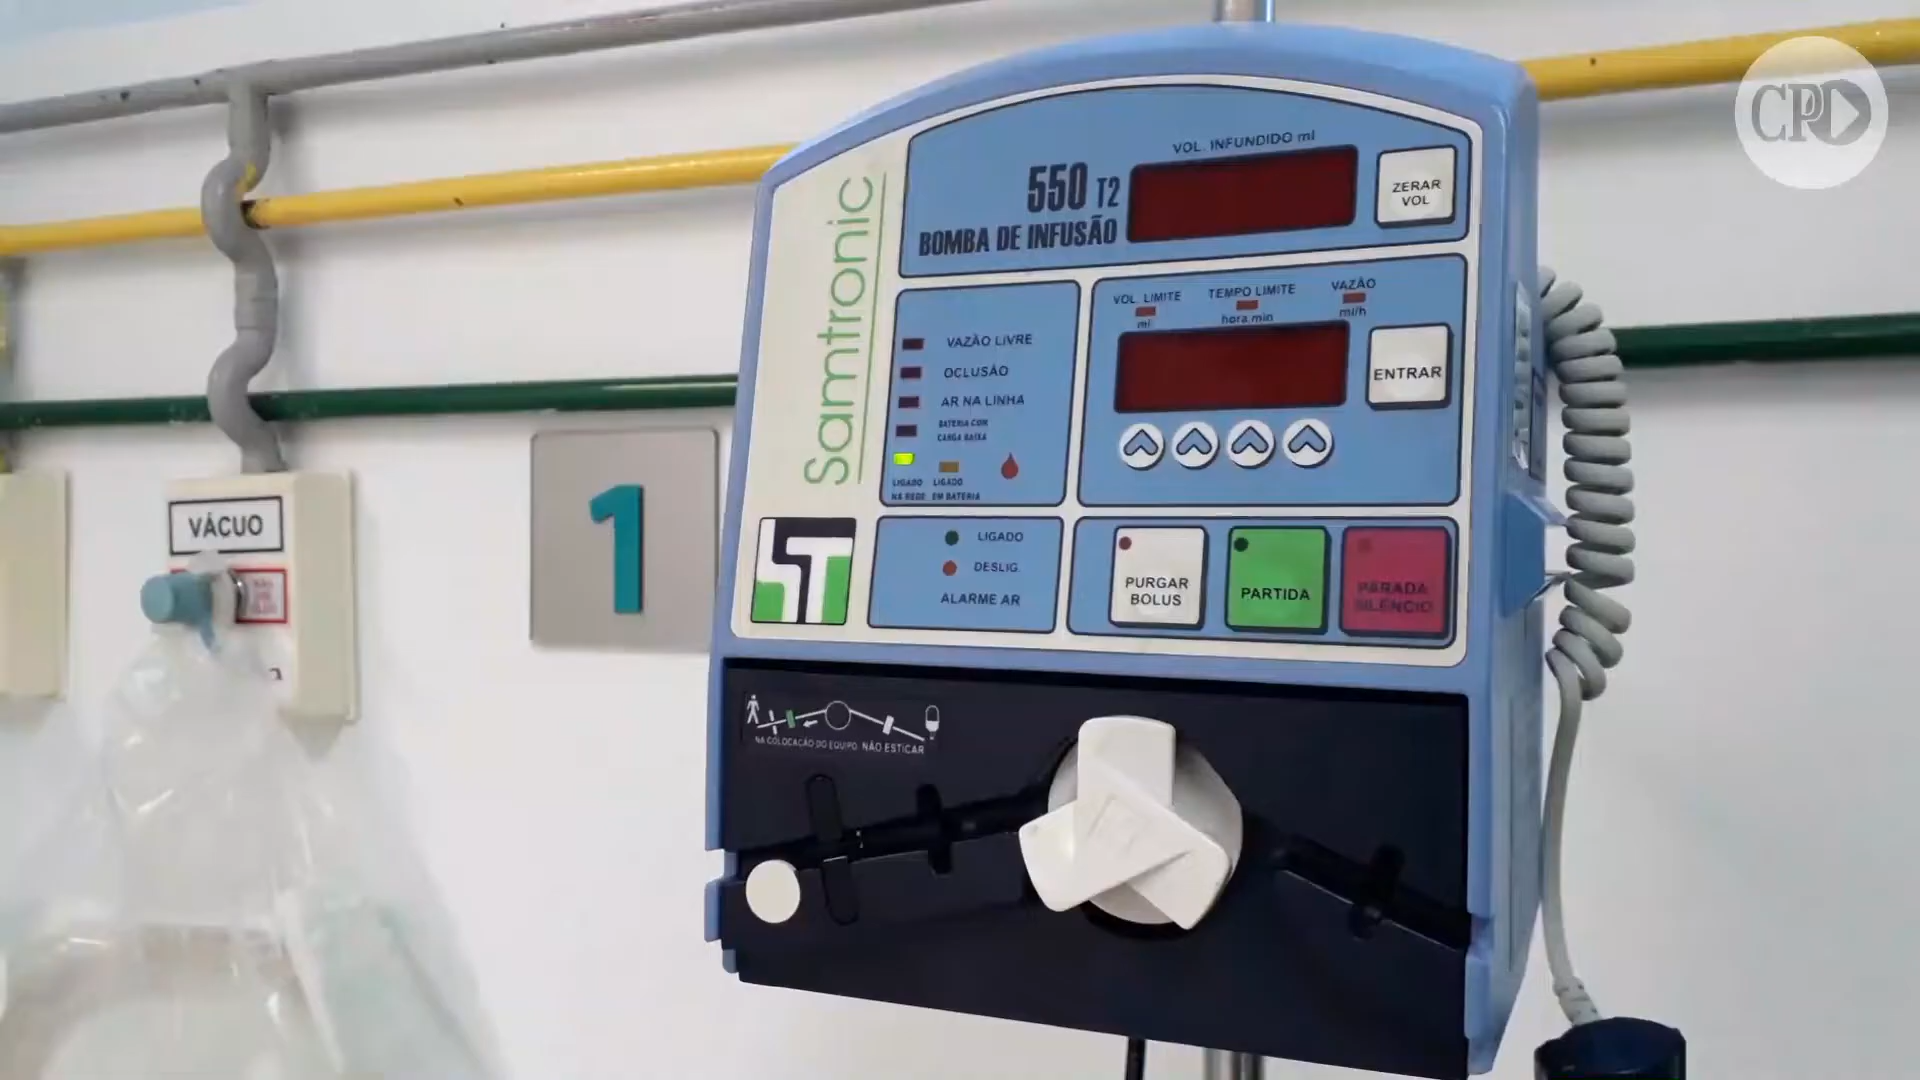 CPD
Samtronic
550 T2
BOMBA DE INFUSÃO
VOL. INFUNDIDO ml
ZERAR
VOL
VOL. LIMITE
ml
TEMPO LIMITE
hora.min
VAZÃO
ml/h
ENTRAR
VAZÃO LIVRE
OCLUSÃO
AR NA LINHA
BATERIA COM
CARGA BAIXA
LIGADO
NA REDE
LIGADO
EM BATERIA
LIGADO
DESLIG.
ALARME AR
PURGAR
BOLUS
PARTIDA
PARADA
SILÊNCIO
NA COLOCAÇÃO DO EQUIPO, NÃO ESTICAR
VÁCUO
1